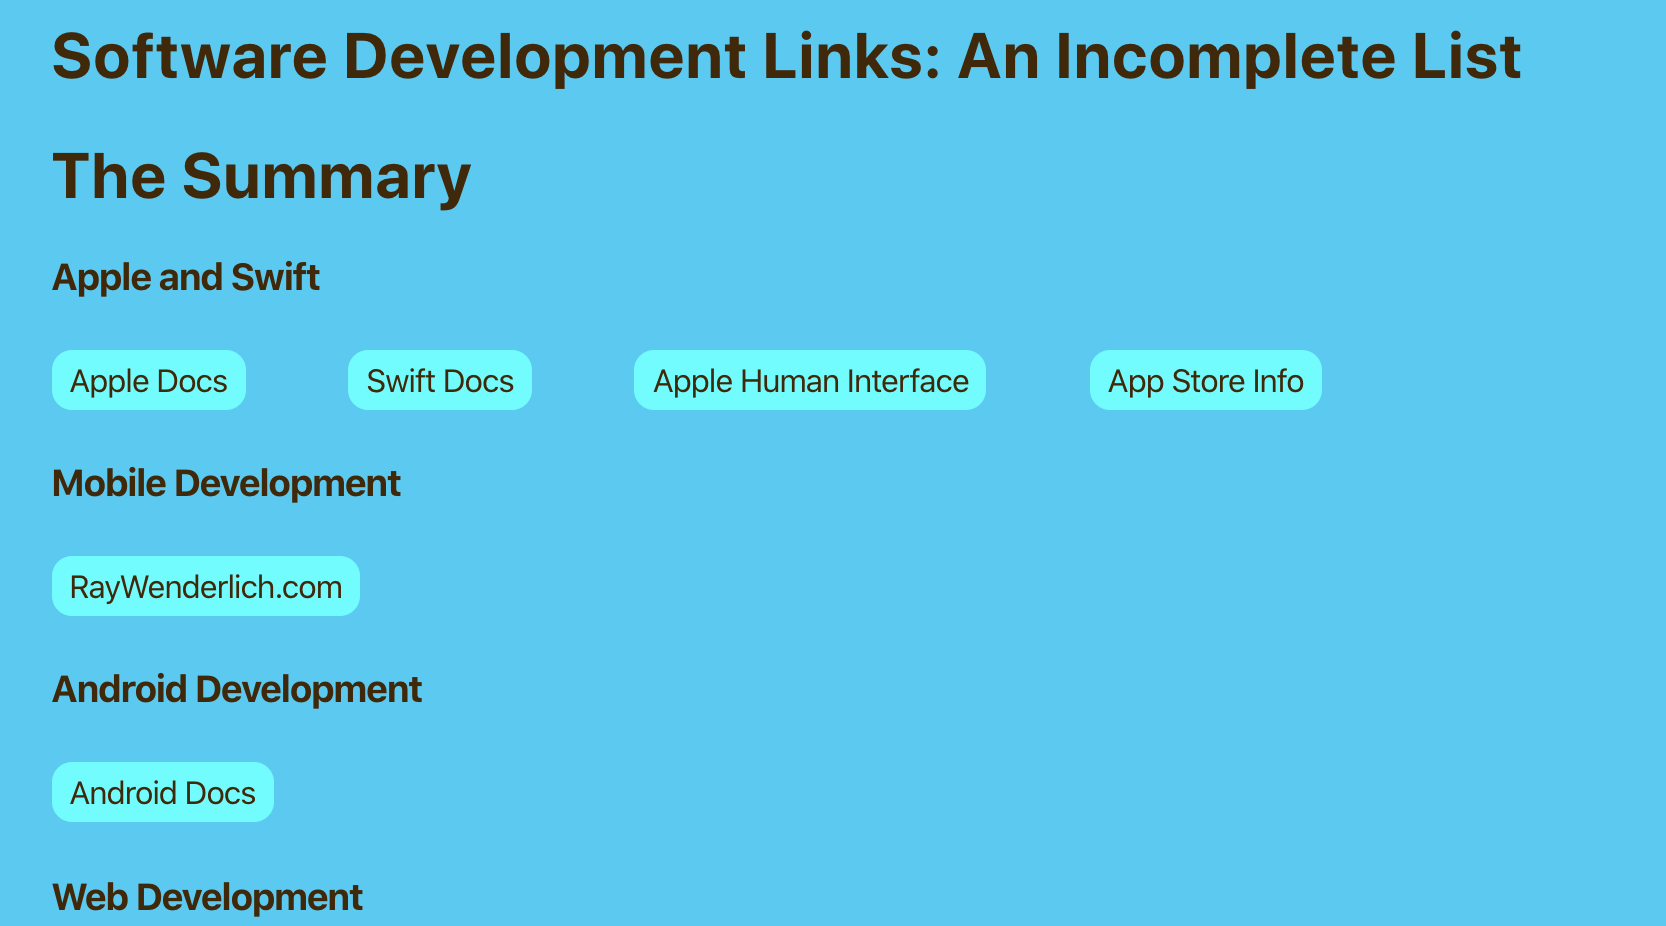 Software Development Links: An Incomplete List
The Summary
Apple and Swift
Apple Docs Swift Docs Apple Human Interface App Store Info
Mobile Development
RayWenderlich.com
Android Development
Android Docs
Web Development